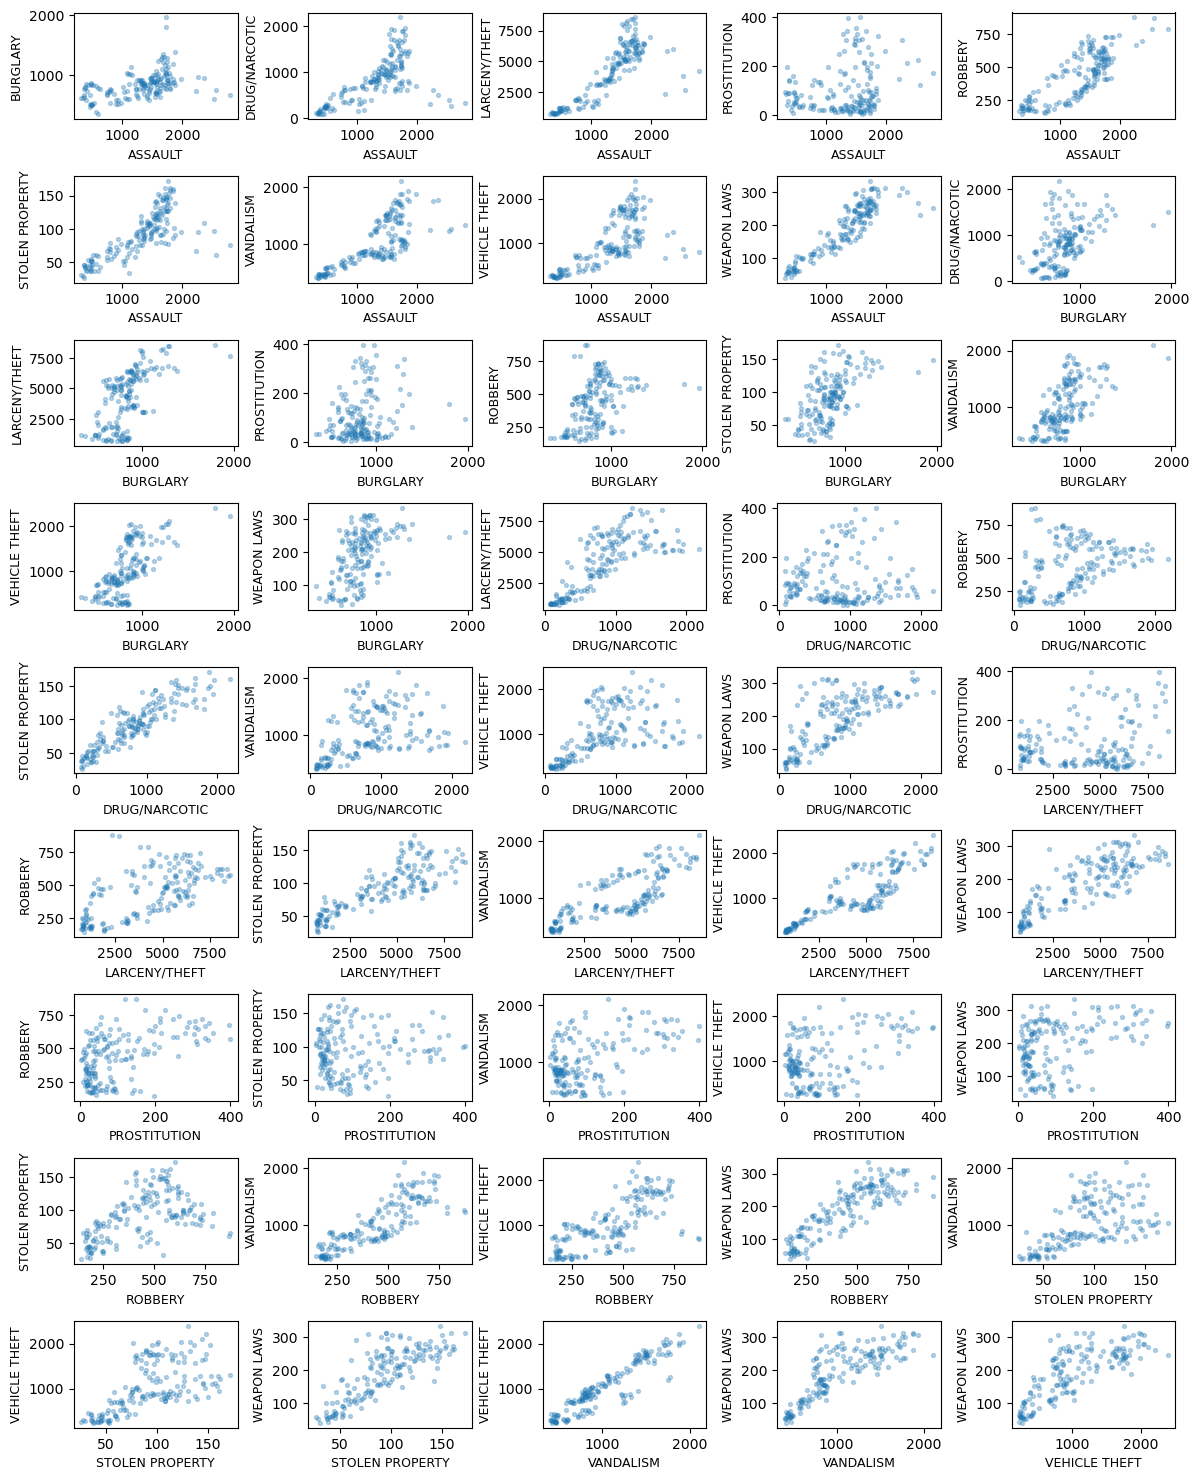 BURGLARY
2000
1000
1000 2000
ASSAULT
DRUG/NARCOTIC
2000
1000
0
1000 2000
ASSAULT
LARCENY/THEFT
7500
5000
2500
1000 2000
ASSAULT
PROSTITUTION
400
200
0
1000 2000
ASSAULT
ROBBERY
750
500
250
1000 2000
ASSAULT
STOLEN PROPERTY
150
100
50
1000 2000
ASSAULT
VANDALISM
2000
1000
1000 2000
ASSAULT
VEHICLE THEFT
2000
1000
1000 2000
ASSAULT
WEAPON LAWS
300
200
100
1000 2000
ASSAULT
DRUG/NARCOTIC
2000
1000
0
1000 2000
BURGLARY
LARCENY/THEFT
7500
5000
2500
1000 2000
BURGLARY
PROSTITUTION
400
200
0
1000 2000
BURGLARY
ROBBERY
750
500
250
1000 2000
BURGLARY
STOLEN PROPERTY
150
100
50
1000 2000
BURGLARY
VANDALISM
2000
1000
1000 2000
BURGLARY
VEHICLE THEFT
2000
1000
1000 2000
BURGLARY
WEAPON LAWS
300
200
100
1000 2000
BURGLARY
LARCENY/THEFT
7500
5000
2500
0 1000 2000
DRUG/NARCOTIC
PROSTITUTION
400
200
0
0 1000 2000
DRUG/NARCOTIC
ROBBERY
750
500
250
0 1000 2000
DRUG/NARCOTIC
STOLEN PROPERTY
150
100
50
0 1000 2000
DRUG/NARCOTIC
VANDALISM
2000
1000
0 1000 2000
DRUG/NARCOTIC
VEHICLE THEFT
2000
1000
0 1000 2000
DRUG/NARCOTIC
WEAPON LAWS
300
200
100
0 1000 2000
DRUG/NARCOTIC
PROSTITUTION
400
200
0
2500 5000 7500
LARCENY/THEFT
ROBBERY
750
500
250
2500 5000 7500
LARCENY/THEFT
STOLEN PROPERTY
150
100
50
2500 5000 7500
LARCENY/THEFT
VANDALISM
2000
1000
2500 5000 7500
LARCENY/THEFT
VEHICLE THEFT
2000
1000
2500 5000 7500
LARCENY/THEFT
WEAPON LAWS
300
200
100
2500 5000 7500
LARCENY/THEFT
ROBBERY
750
500
250
0 200 400
PROSTITUTION
STOLEN PROPERTY
150
100
50
0 200 400
PROSTITUTION
VANDALISM
2000
1000
0 200 400
PROSTITUTION
VEHICLE THEFT
2000
1000
0 200 400
PROSTITUTION
WEAPON LAWS
300
200
100
0 200 400
PROSTITUTION
STOLEN PROPERTY
150
100
50
250 500 750
ROBBERY
VANDALISM
2000
1000
250 500 750
ROBBERY
VEHICLE THEFT
2000
1000
250 500 750
ROBBERY
WEAPON LAWS
300
200
100
250 500 750
ROBBERY
VANDALISM
2000
1000
50 100 150
STOLEN PROPERTY
VEHICLE THEFT
2000
1000
50 100 150
STOLEN PROPERTY
WEAPON LAWS
300
200
100
50 100 150
STOLEN PROPERTY
VEHICLE THEFT
2000
1000
1000 2000
VANDALISM
WEAPON LAWS
300
200
100
1000 2000
VANDALISM
WEAPON LAWS
300
200
100
1000 2000
VEHICLE THEFT